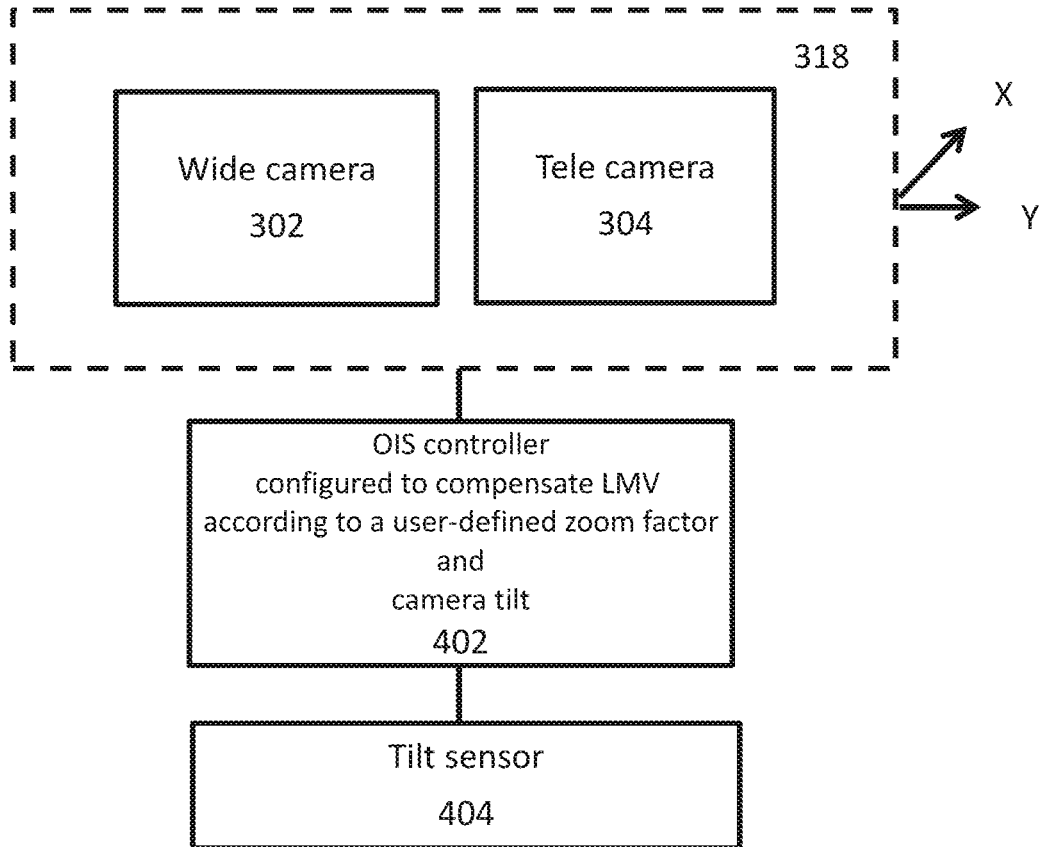 318
X
Y
Wide camera
302
Tele camera
304
OIS controller
configured to compensate LMV
according to a user-defined zoom factor
and
camera tilt
402
Tilt sensor
404